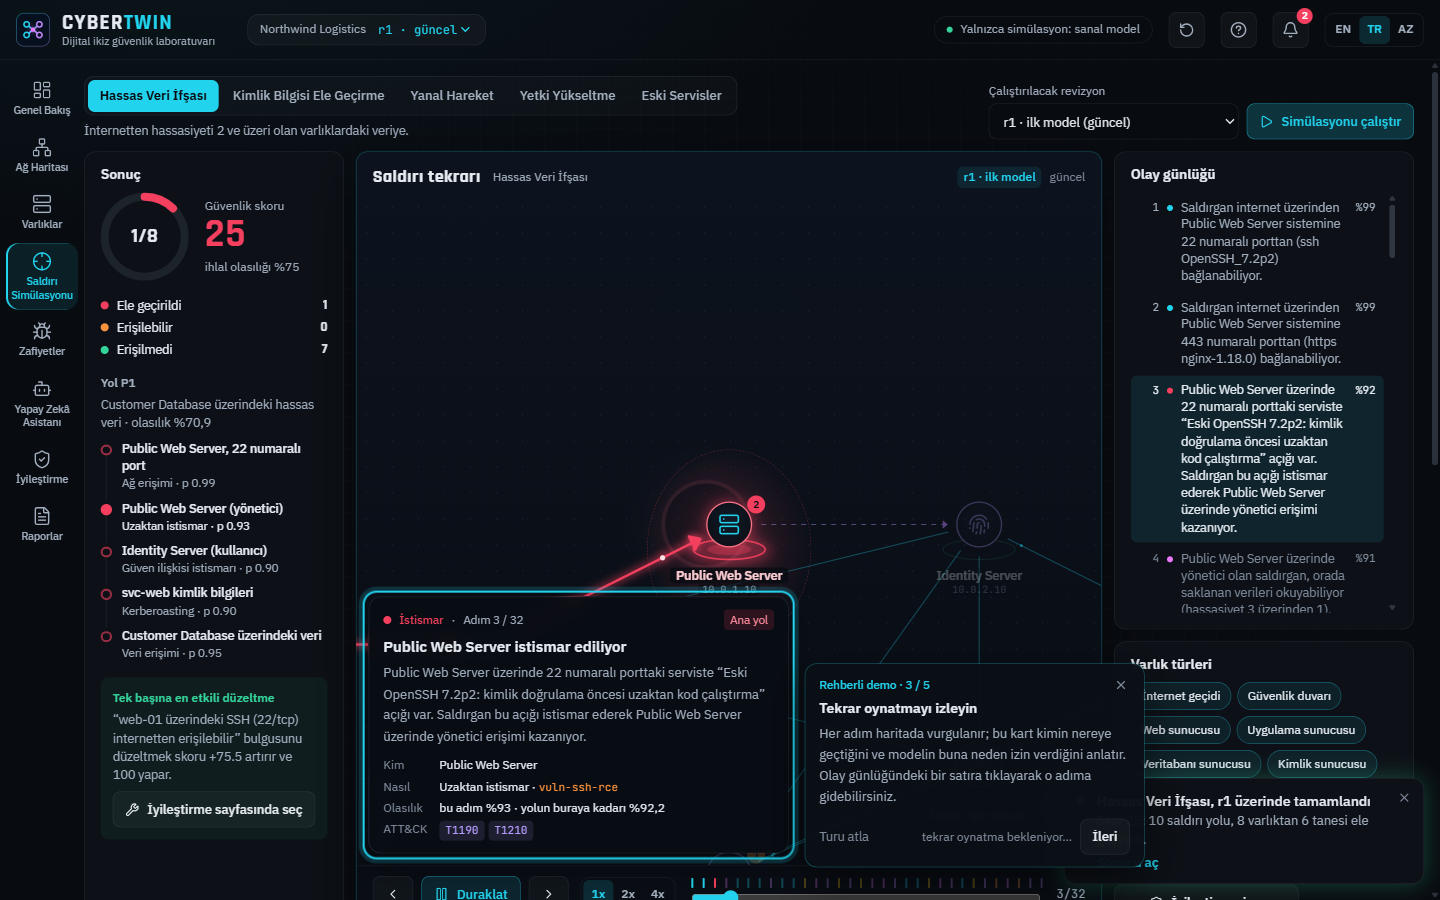 CYBERTWIN
Dijital ikiz güvenlik laboratuvarı
Northwind Logistics r1 · güncel
Yalnızca simülasyon: sanal model
2
EN TR AZ
Genel Bakış
Ağ Haritası
Varlıklar
Saldırı
Simülasyonu
Zafiyetler
Yapay Zekâ
Asistanı
İyileştirme
Raporlar
Hassas Veri İfşası Kimlik Bilgisi Ele Geçirme Yanal Hareket Yetki Yükseltme Eski Servisler
İnternetten hassasiyeti 2 ve üzeri olan varlıklardaki veriye.
Çalıştırılacak revizyon
r1 · ilk model (güncel)
Simülasyonu çalıştır
Sonuç
1/8
Güvenlik skoru
25
ihlal olasılığı %75
Ele geçirildi 1
Erişilebilir 0
Erişilmedi 7
Yol P1
Customer Database üzerindeki hassas
veri · olasılık %70,9
Public Web Server, 22 numaralı
port
Ağ erişimi · p 0.99
Public Web Server (yönetici)
Uzaktan istismar · p 0.93
Identity Server (kullanıcı)
Güven ilişkisi istismarı · p 0.90
svc-web kimlik bilgileri
Kerberoasting · p 0.90
Customer Database üzerindeki veri
Veri erişimi · p 0.95
Tek başına en etkili düzeltme
“web-01 üzerindeki SSH (22/tcp)
internetten erişilebilir” bulgusunu
düzeltmek skoru +75.5 artırır ve
100 yapar.
İyileştirme sayfasında seç
Saldırı tekrarı Hassas Veri İfşası
r1 · ilk model güncel
2
Public Web Server
10.0.1.10
Identity Server
10.0.2.10
İstismar · Adım 3 / 32
Ana yol
Public Web Server istismar ediliyor
Public Web Server üzerinde 22 numaralı porttaki serviste “Eski
OpenSSH 7.2p2: kimlik doğrulama öncesi uzaktan kod çalıştırma”
açığı var. Saldırgan bu açığı istismar ederek Public Web Server
üzerinde yönetici erişimi kazanıyor.
Kim Public Web Server
Nasıl Uzaktan istismar · vuln-ssh-rce
Olasılık bu adım %93 · yolun buraya kadarı %92,2
ATT&CK T1190 T1210
Duraklat
1x 2x 4x
3/32
Rehberli demo · 3 / 5
Tekrar oynatmayı izleyin
Her adım haritada vurgulanır; bu kart kimin nereye
geçtiğini ve modelin buna neden izin verdiğini anlatır.
Olay günlüğündeki bir satıra tıklayarak o adıma
gidebilirsiniz.
Turu atla tekrar oynatma bekleniyor... İleri
Olay günlüğü
1 Saldırgan internet üzerinden %99
Public Web Server sistemine
22 numaralı porttan (ssh
OpenSSH_7.2p2)
bağlanabiliyor.
2 Saldırgan internet üzerinden %99
Public Web Server sistemine
443 numaralı porttan (https
nginx-1.18.0) bağlanabiliyor.
3 Public Web Server üzerinde %92
22 numaralı porttaki serviste
“Eski OpenSSH 7.2p2: kimlik
doğrulama öncesi uzaktan
kod çalıştırma” açığı var.
Saldırgan bu açığı istismar
ederek Public Web Server
üzerinde yönetici erişimi
kazanıyor.
4 Public Web Server üzerinde %91
yönetici olan saldırgan, orada
saklanan verileri okuyabiliyor
(hassasiyet 3 üzerinden 1).
Varlık türleri
İnternet geçidi Güvenlik duvarı
Web sunucusu Uygulama sunucusu
Veritabanı sunucusu Kimlik sunucusu
Veri İfşası, r1 üzerinde tamamlandı
10 saldırı yolu, 8 varlıktan 6 tanesi ele
aç